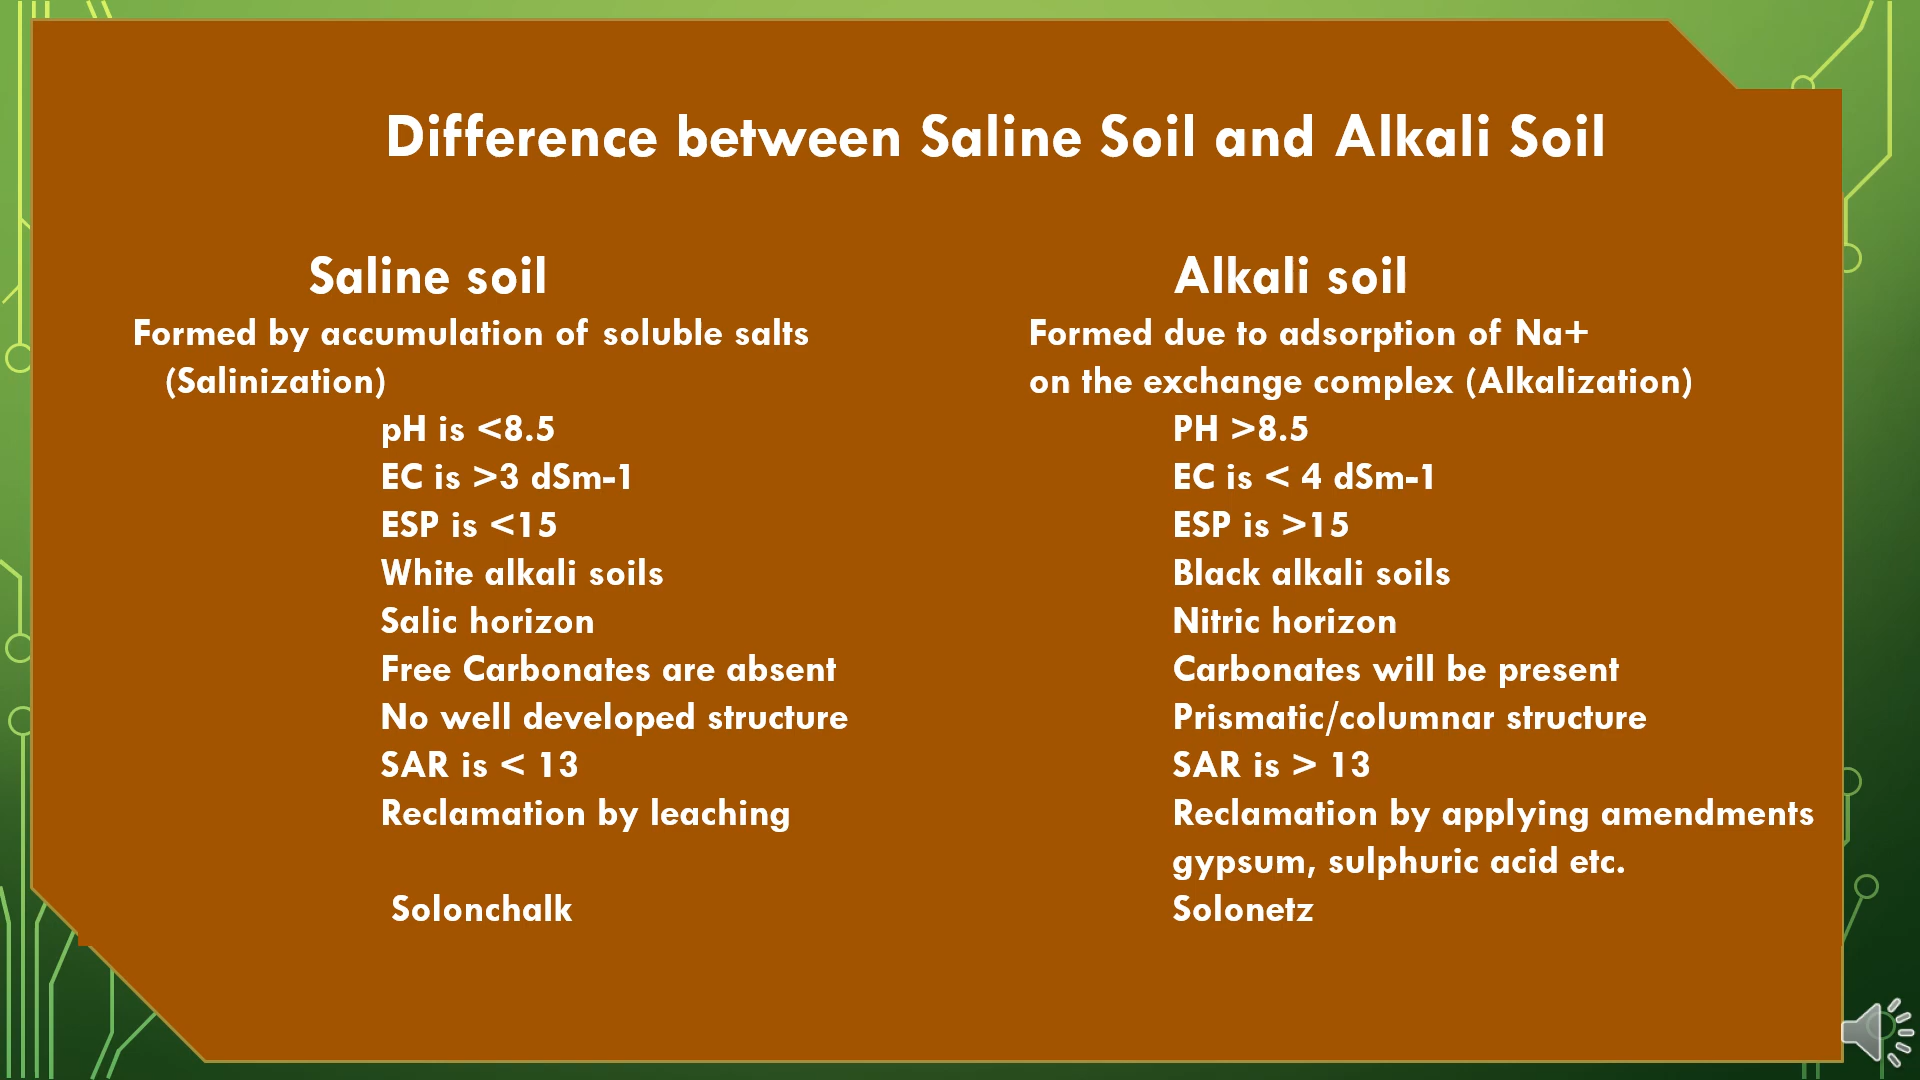 Difference between Saline Soil and Alkali Soil
Saline soil
Formed by accumulation of soluble salts
(Salinization)
pH is <8.5
EC is >3 dSm-1
ESP is <15
White alkali soils
Salic horizon
Free Carbonates are absent
No well developed structure
SAR is < 13
Reclamation by leaching
Solonchalk
Alkali soil
Formed due to adsorption of Na+
on the exchange complex (Alkalization)
PH >8.5
EC is < 4 dSm-1
ESP is >15
Black alkali soils
Nitric horizon
Carbonates will be present
Prismatic/columnar structure
SAR is > 13
Reclamation by applying amendments
gypsum, sulphuric acid etc.
Solonetz